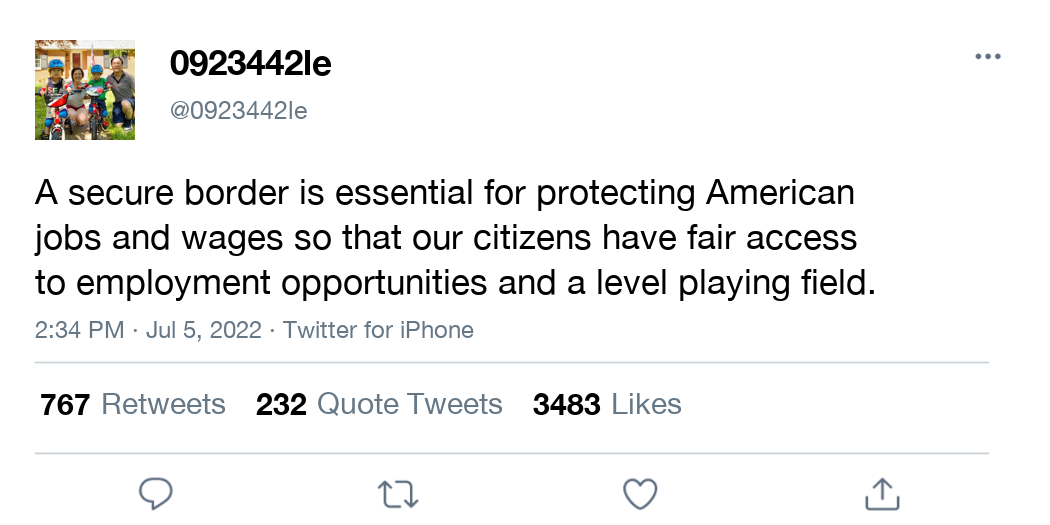 0923442le
@0923442le
A secure border is essential for protecting American
jobs and wages so that our citizens have fair access
to employment opportunities and a level playing field.
2:34 PM · Jul 5, 2022 · Twitter for iPhone
767 Retweets 232 Quote Tweets 3483 Likes